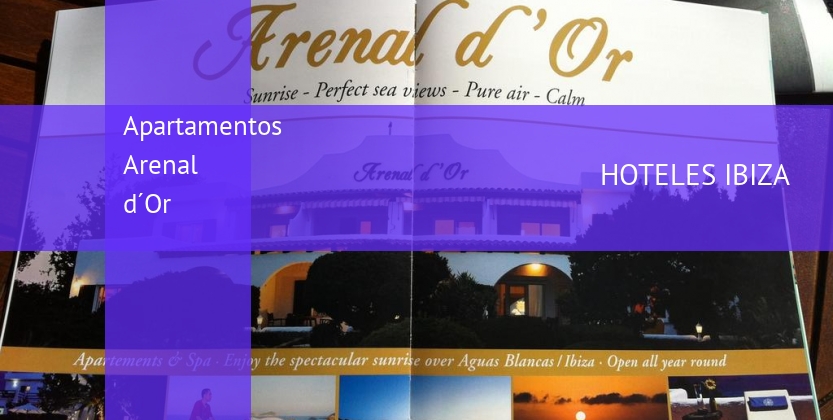 Arenal d'Or
Sunrise - Perfect sea views - Pure air - Calm
Apartamentos
Arenal
d´Or
HOTELES IBIZA
Arenal d'Or
Apartements & Spa · Enjoy the spectacular sunrise over Aguas Blancas / Ibiza · Open all year round